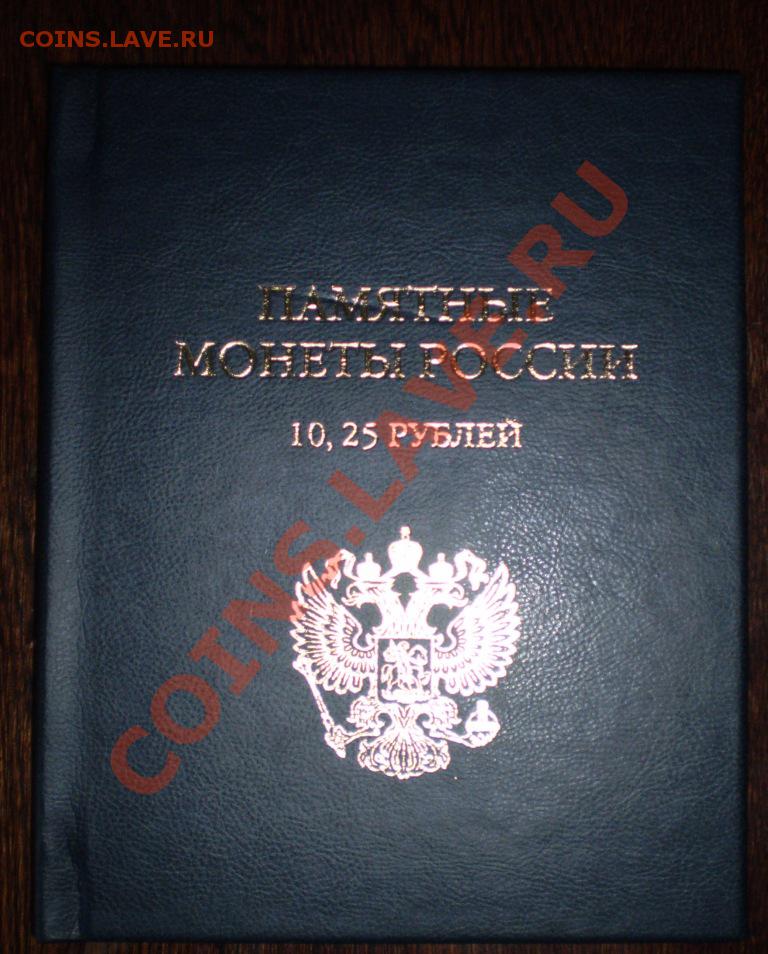 COINS.LAVE.RU
ПАМЯТНЫЕ
МОНЕТЫ РОССИИ
10, 25 РУБЛЕЙ
COINS.LAVE.RU